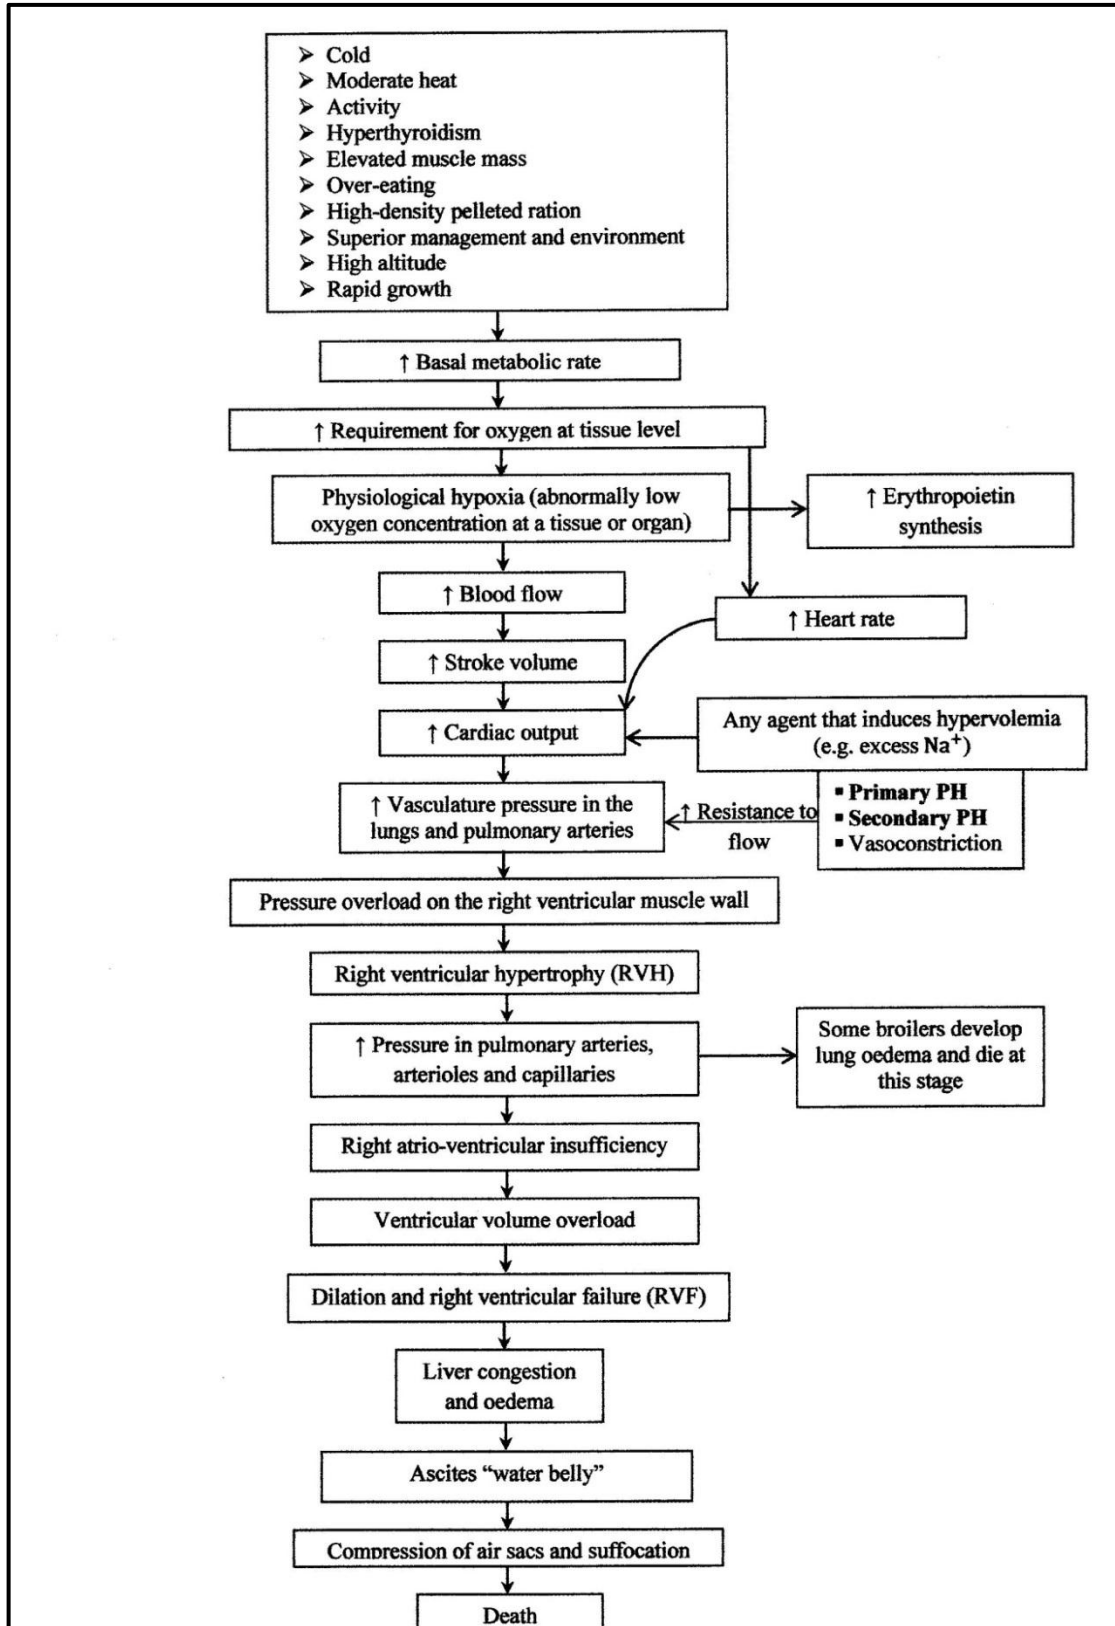 ➢ Cold
➢ Moderate heat
➢ Activity
➢ Hyperthyroidism
➢ Elevated muscle mass
➢ Over-eating
➢ High-density pelleted ration
➢ Superior management and environment
➢ High altitude
➢ Rapid growth
↑ Basal metabolic rate
↑ Requirement for oxygen at tissue level
Physiological hypoxia (abnormally low
oxygen concentration at a tissue or organ)
↑ Erythropoietin
synthesis
↑ Blood flow
↑ Heart rate
↑ Stroke volume
↑ Cardiac output
Any agent that induces hypervolemia
(e.g. excess Na⁺)
↑ Vasculature pressure in the
lungs and pulmonary arteries
↑ Resistance to
flow
▪ Primary PH
▪ Secondary PH
▪ Vasoconstriction
Pressure overload on the right ventricular muscle wall
Right ventricular hypertrophy (RVH)
↑ Pressure in pulmonary arteries,
arterioles and capillaries
Some broilers develop
lung oedema and die at
this stage
Right atrio-ventricular insufficiency
Ventricular volume overload
Dilation and right ventricular failure (RVF)
Liver congestion
and oedema
Ascites “water belly”
Compression of air sacs and suffocation
Death